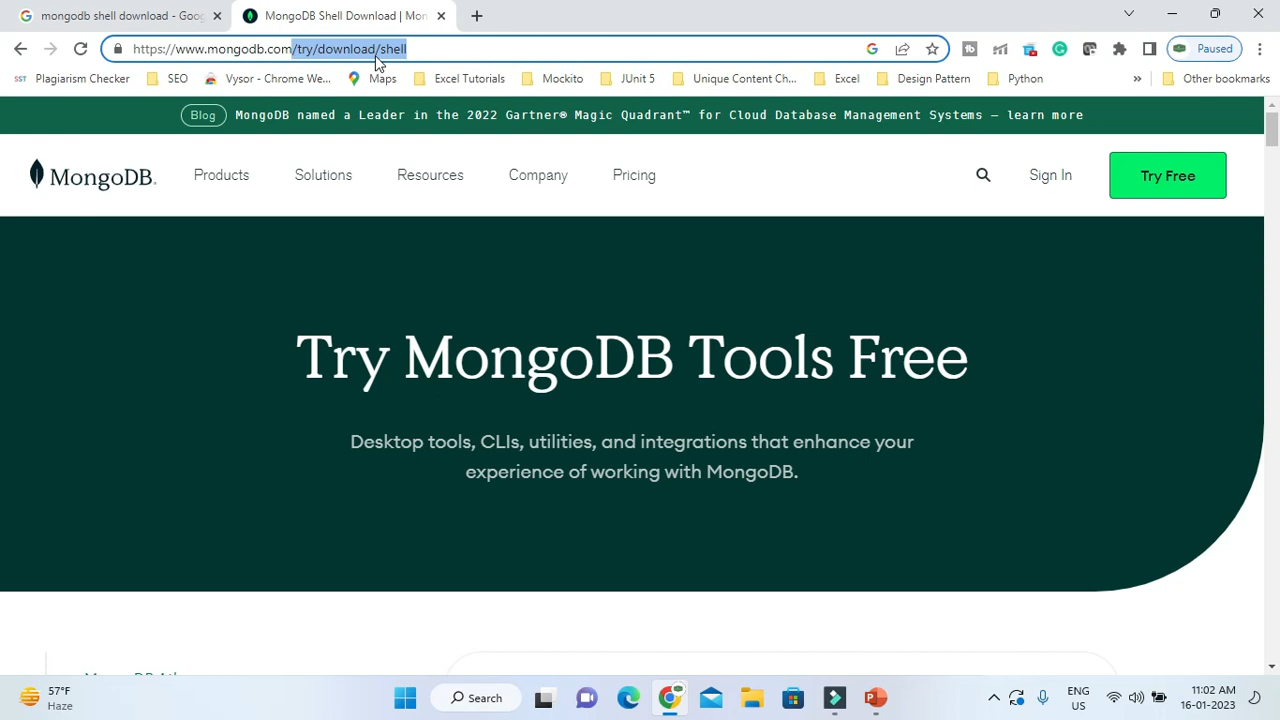 mongodb shell download - Goog
MongoDB Shell Download | Mon
https://www.mongodb.com/try/download/shell
Paused
SST Plagiarism Checker SEO Vysor - Chrome We... Maps Excel Tutorials Mockito JUnit 5 Unique Content Ch... Excel Design Pattern Python » Other bookmarks
Blog MongoDB named a Leader in the 2022 Gartner® Magic Quadrant™ for Cloud Database Management Systems — learn more
MongoDB. Products Solutions Resources Company Pricing Sign In Try Free
Try MongoDB Tools Free
Desktop tools, CLIs, utilities, and integrations that enhance your
experience of working with MongoDB.
57°F
Haze
Search
ENG
US
11:02 AM
16-01-2023